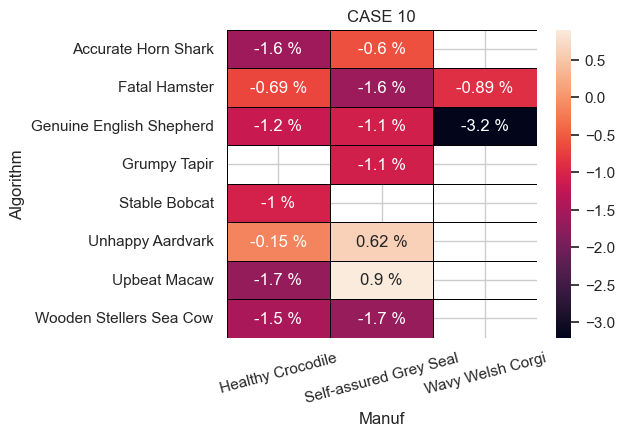 CASE 10
Accurate Horn Shark -1.6 % -0.6 %
Fatal Hamster -0.69 % -1.6 % -0.89 %
Genuine English Shepherd -1.2 % -1.1 % -3.2 %
Grumpy Tapir -1.1 %
Stable Bobcat -1 %
Unhappy Aardvark -0.15 % 0.62 %
Upbeat Macaw -1.7 % 0.9 %
Wooden Stellers Sea Cow -1.5 % -1.7 %
Algorithm
Healthy Crocodile
Self-assured Grey Seal
Wavy Welsh Corgi
Manuf
0.5
0.0
−0.5
−1.0
−1.5
−2.0
−2.5
−3.0